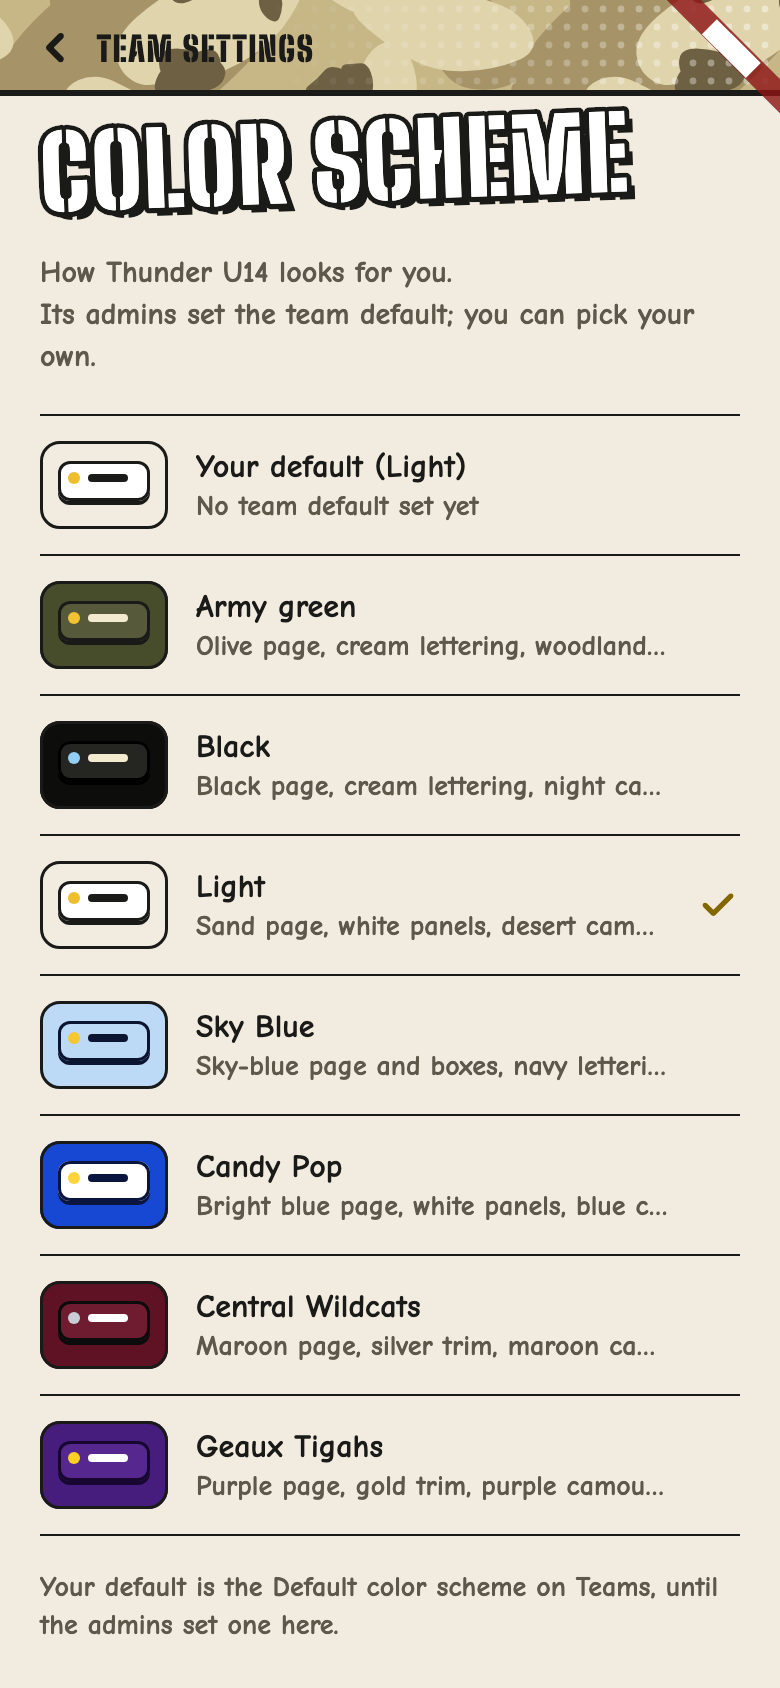 TEAM SETTINGS
COLOR SCHEME
How Thunder U14 looks for you.
Its admins set the team default; you can pick your
own.
Your default (Light)
No team default set yet
Army green
Olive page, cream lettering, woodland...
Black
Black page, cream lettering, night ca...
Light
Sand page, white panels, desert cam...
Sky Blue
Sky-blue page and boxes, navy letteri...
Candy Pop
Bright blue page, white panels, blue c...
Central Wildcats
Maroon page, silver trim, maroon ca...
Geaux Tigahs
Purple page, gold trim, purple camou...
Your default is the Default color scheme on Teams, until
the admins set one here.